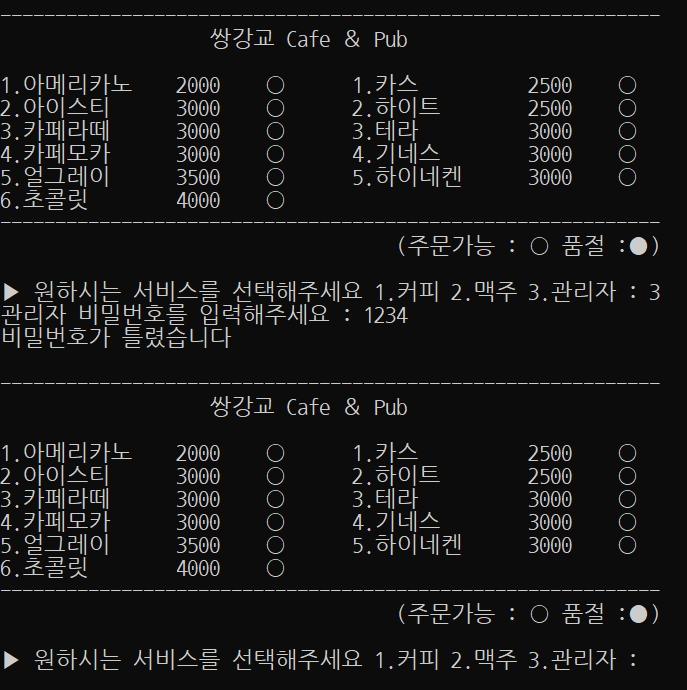 쌍강교 Cafe & Pub
1.아메리카노 2000 ○ 1.카스 2500 ○
2.아이스티 3000 ○ 2.하이트 2500 ○
3.카페라떼 3000 ○ 3.테라 3000 ○
4.카페모카 3000 ○ 4.기네스 3000 ○
5.얼그레이 3500 ○ 5.하이네켄 3000 ○
6.초콜릿 4000 ○
(주문가능 : ○ 품절 :●)
▶ 원하시는 서비스를 선택해주세요 1.커피 2.맥주 3.관리자 : 3
관리자 비밀번호를 입력해주세요 : 1234
비밀번호가 틀렸습니다
쌍강교 Cafe & Pub
1.아메리카노 2000 ○ 1.카스 2500 ○
2.아이스티 3000 ○ 2.하이트 2500 ○
3.카페라떼 3000 ○ 3.테라 3000 ○
4.카페모카 3000 ○ 4.기네스 3000 ○
5.얼그레이 3500 ○ 5.하이네켄 3000 ○
6.초콜릿 4000 ○
(주문가능 : ○ 품절 :●)
▶ 원하시는 서비스를 선택해주세요 1.커피 2.맥주 3.관리자 :